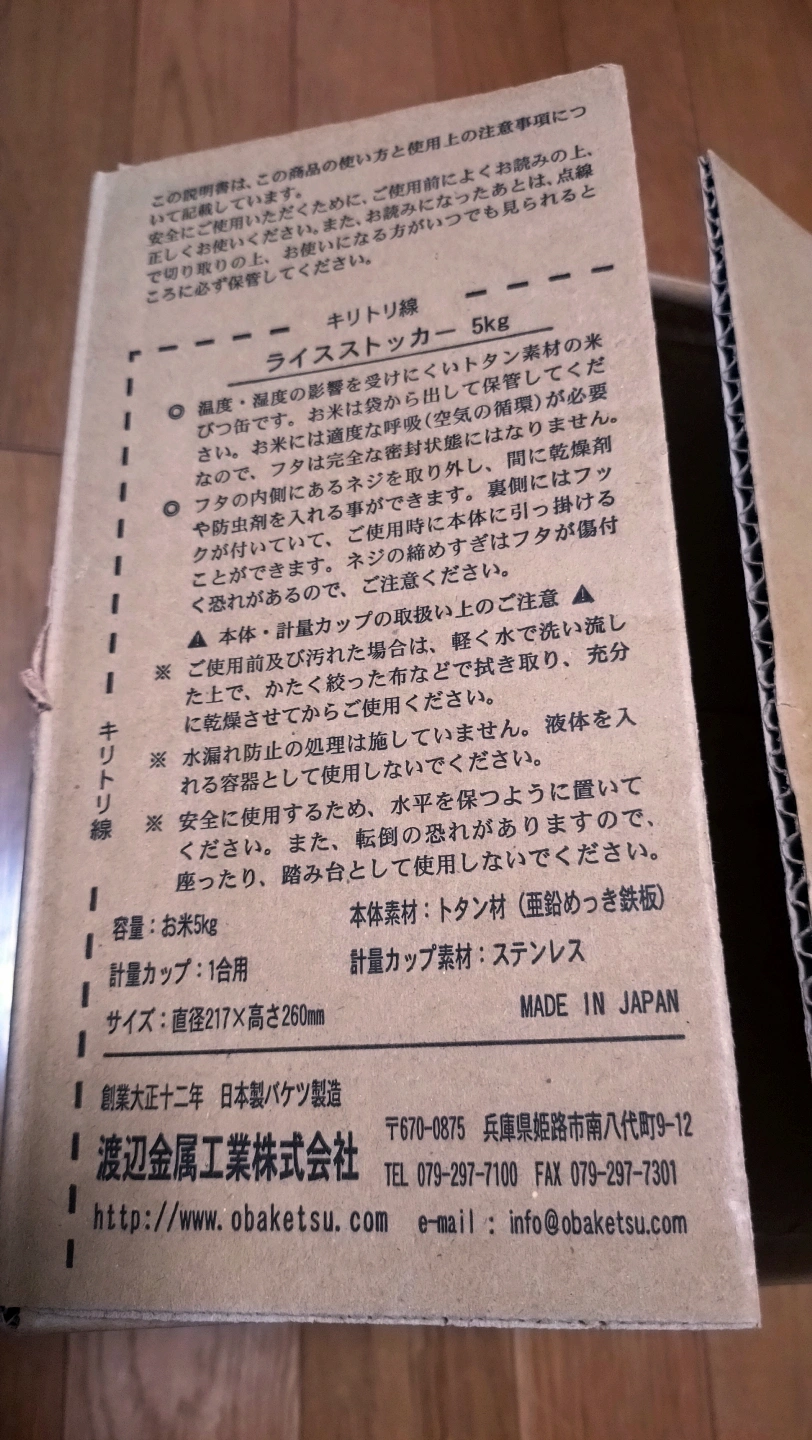 この説明書は、この商品の使い方と使用上の注意事項につ
いて記載しています。
安全にご使用いただくために、ご使用前によくお読みの上、
正しくお使いください。また、お読みになったあとは、点線
で切り取りの上、お使いになる方がいつでも見られると
ころに必ず保管してください。
キリトリ線
ライスストッカー 5kg
◎ 温度・湿度の影響を受けにくいトタン素材の米
びつ缶です。お米は袋から出して保管してくだ
さい。お米には適度な呼吸(空気の循環)が必要
なので、フタは完全な密封状態にはなりません。
◎ フタの内側にあるネジを取り外し、間に乾燥剤
や防虫剤を入れる事ができます。裏側にはフッ
クが付いていて、ご使用時に本体に引っ掛ける
ことができます。ネジの締めすぎはフタが傷付
く恐れがあるので、ご注意ください。
⚠ 本体・計量カップの取扱い上のご注意 ⚠
※ ご使用前及び汚れた場合は、軽く水で洗い流し
た上で、かたく絞った布などで拭き取り、充分
に乾燥させてからご使用ください。
※ 水漏れ防止の処理は施していません。液体を入
れる容器として使用しないでください。
※ 安全に使用するため、水平を保つように置いて
ください。また、転倒の恐れがありますので、
座ったり、踏み台として使用しないでください。
キリトリ線
容量：お米5kg 本体素材：トタン材（亜鉛めっき鉄板）
計量カップ：1合用 計量カップ素材：ステンレス
サイズ：直径217×高さ260mm MADE IN JAPAN
創業大正十二年 日本製バケツ製造
渡辺金属工業株式会社
〒670-0875 兵庫県姫路市南八代町9-12
TEL 079-297-7100 FAX 079-297-7301
http://www.obaketsu.com e-mail : info@obaketsu.com